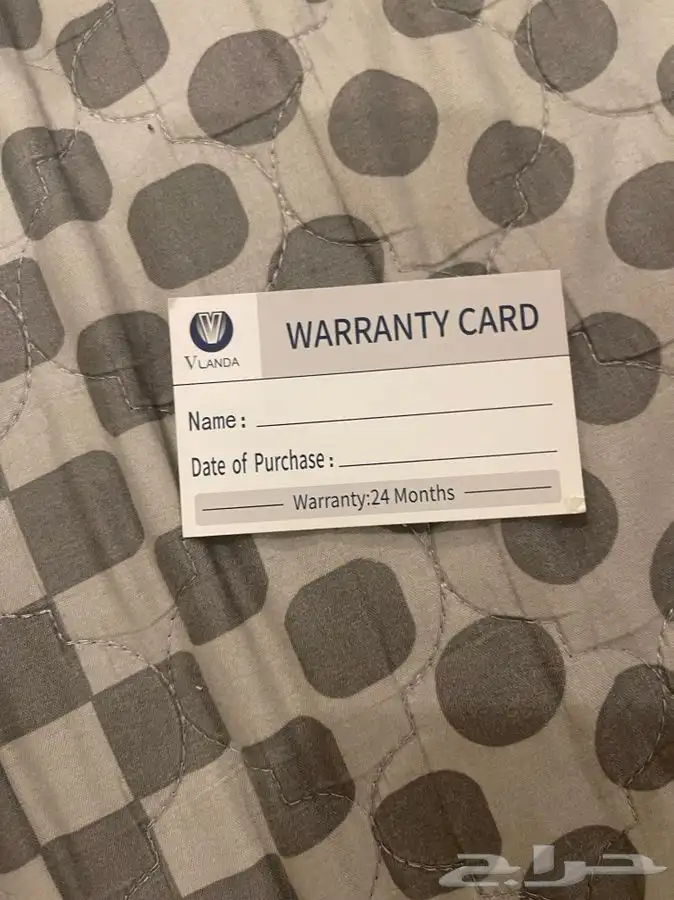 VLANDA
WARRANTY CARD
Name:
Date of Purchase:
Warranty:24 Months
حراج